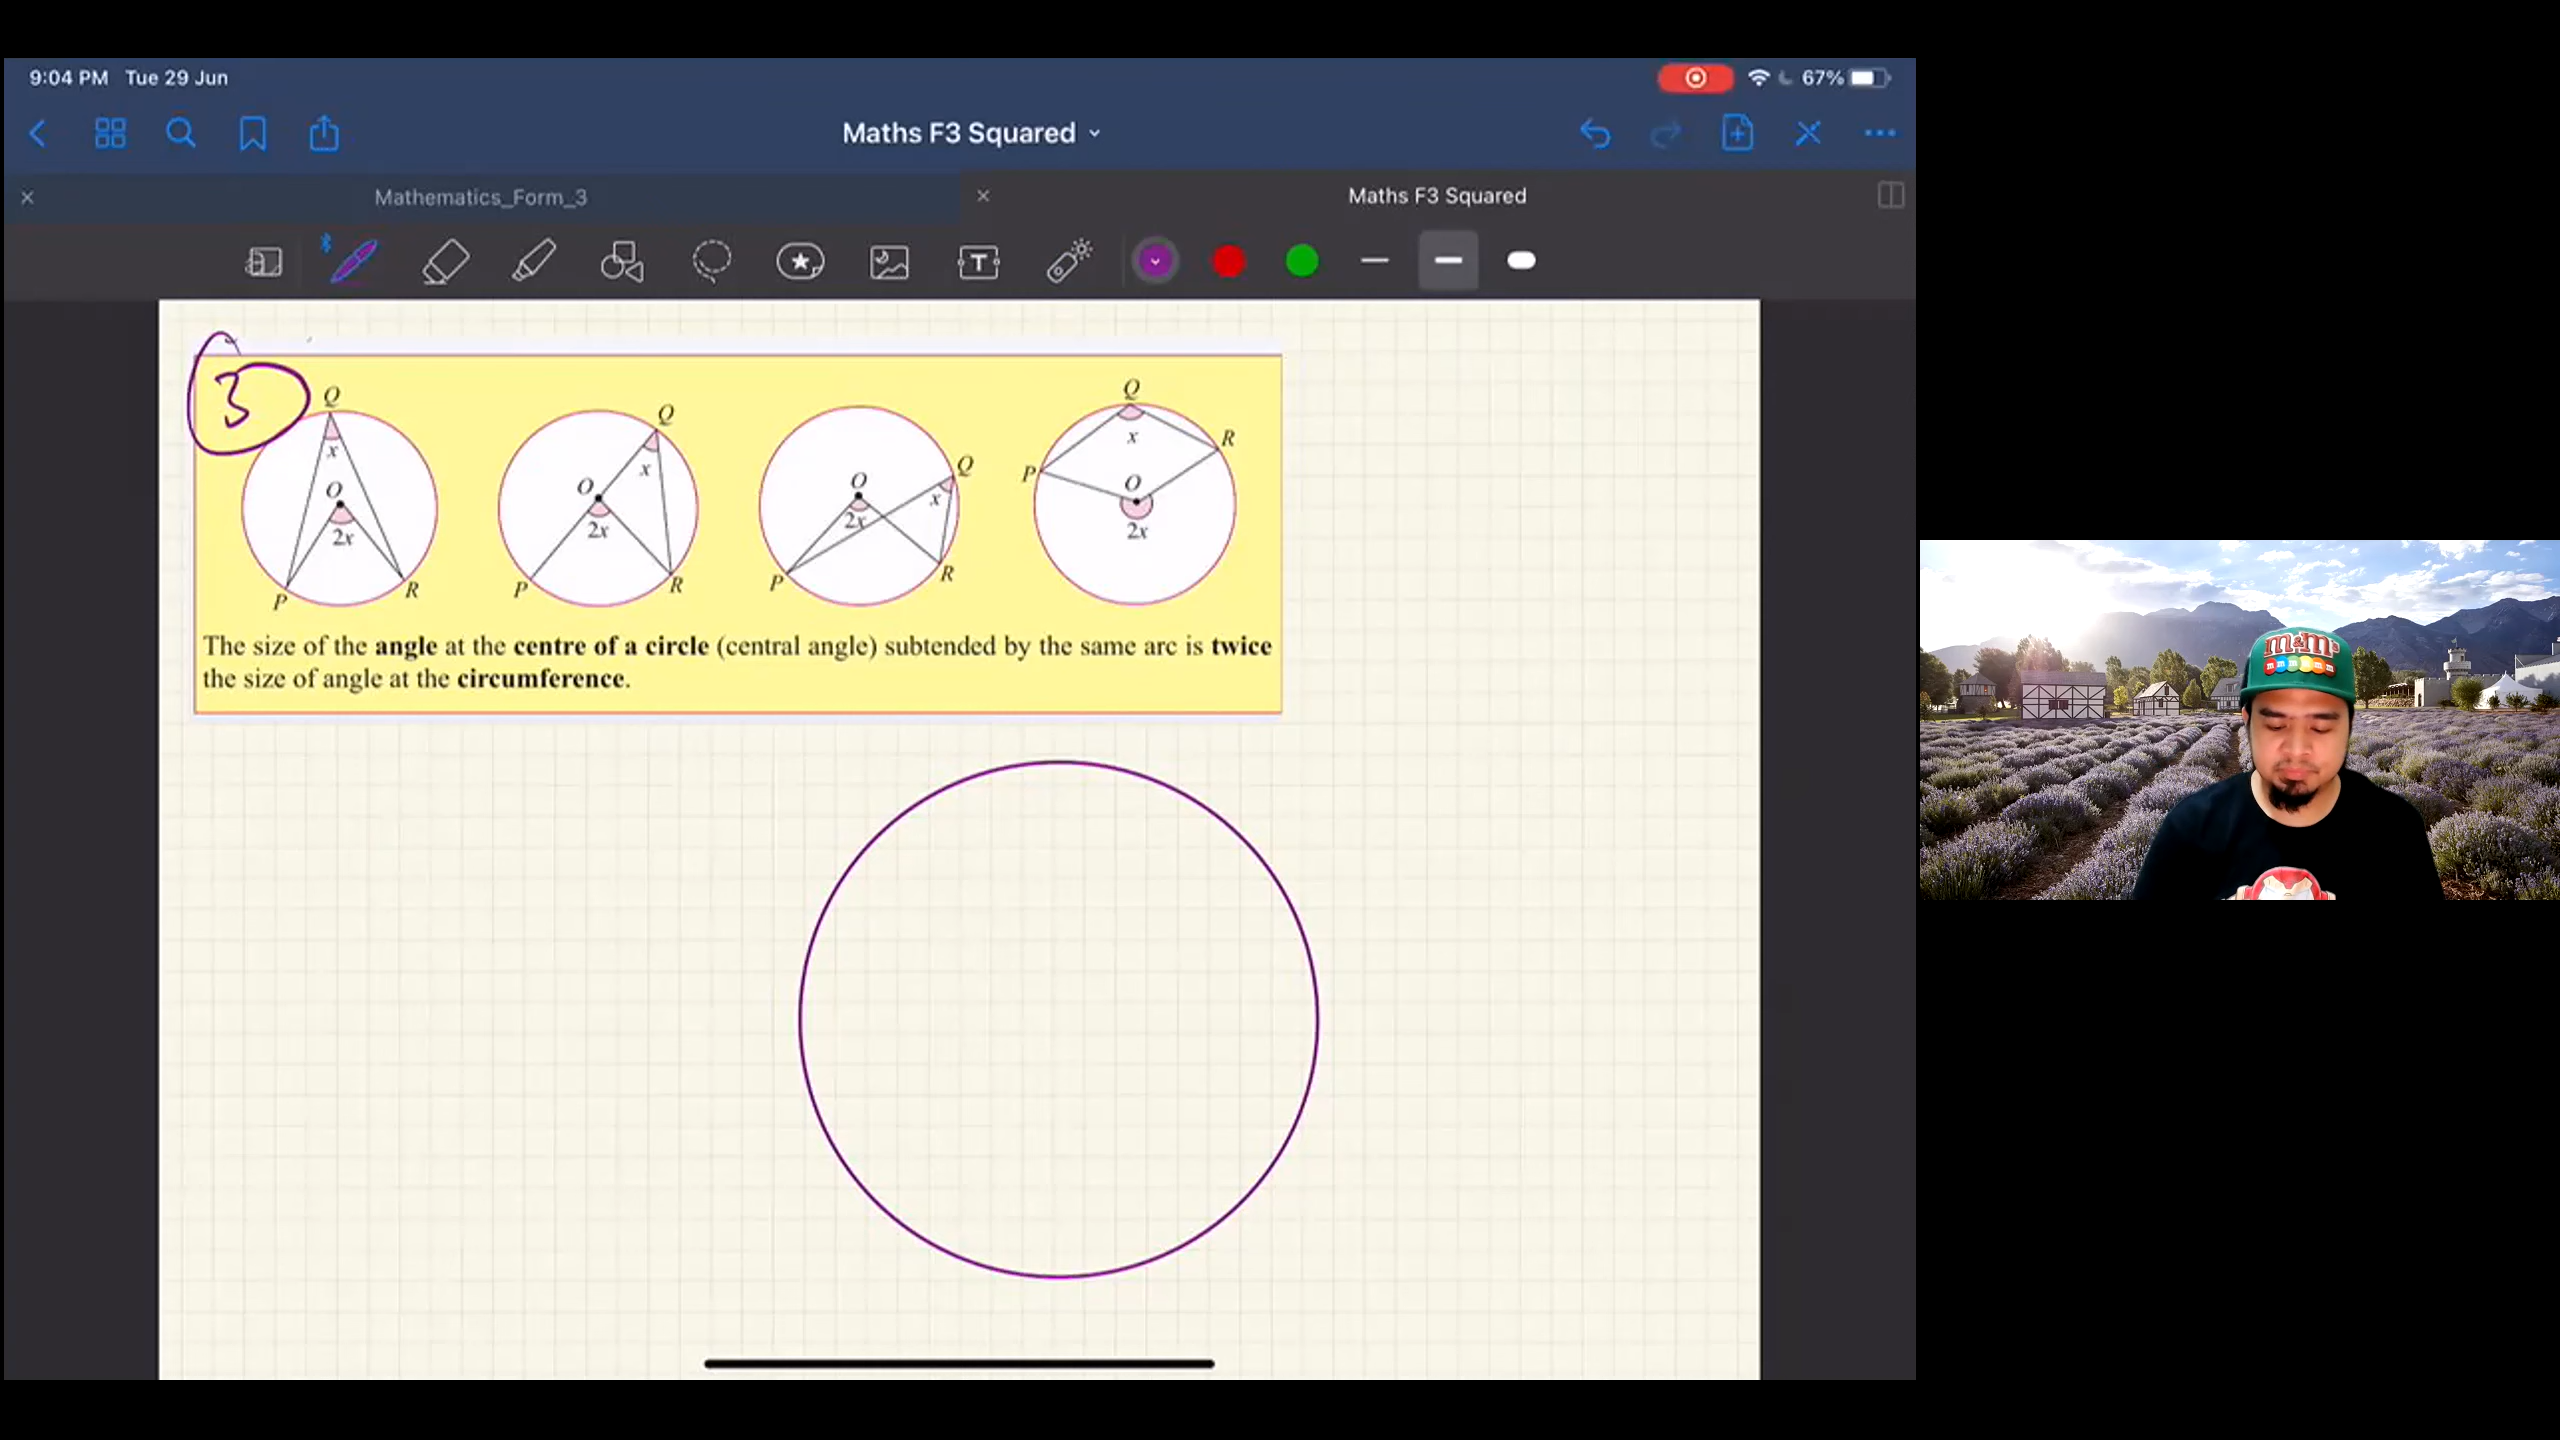 9:04 PM Tue 29 Jun
67%
Maths F3 Squared
Mathematics_Form_3
Maths F3 Squared
T
3
Q
x
O
2x
P
R
Q
x
O
2x
P
R
Q
x
O
2x
P
R
Q
x
R
P
O
2x
The size of the angle at the centre of a circle (central angle) subtended by the same arc is twice
the size of angle at the circumference.
m&m's
mmmmm